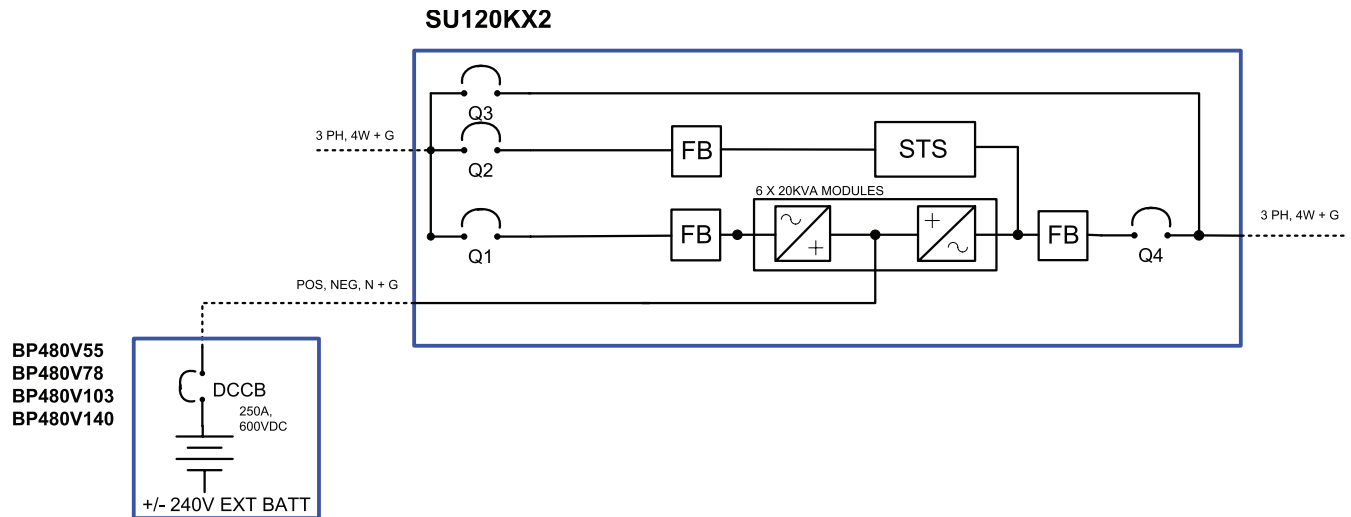 SU120KX2
Q3
3 PH, 4W + G
Q2
FB
STS
6 X 20KVA MODULES
Q1
FB
FB
Q4
3 PH, 4W + G
POS, NEG, N + G
BP480V55
BP480V78
BP480V103
BP480V140
DCCB
250A,
600VDC
+/- 240V EXT BATT